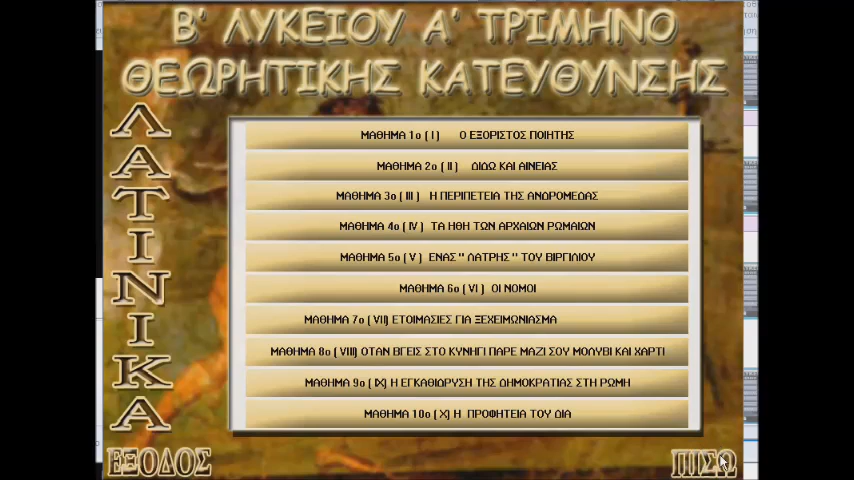 Β' ΛΥΚΕΙΟΥ Α' ΤΡΙΜΗΝΟ
ΘΕΩΡΗΤΙΚΗΣ ΚΑΤΕΥΘΥΝΣΗΣ
ΛΑΤΙΝΙΚΑ
ΜΑΘΗΜΑ 1ο ( I ) Ο ΕΞΟΡΙΣΤΟΣ ΠΟΙΗΤΗΣ
ΜΑΘΗΜΑ 2ο ( II ) ΔΙΔΩ ΚΑΙ ΑΙΝΕΙΑΣ
ΜΑΘΗΜΑ 3ο ( III ) Η ΠΕΡΙΠΕΤΕΙΑ ΤΗΣ ΑΝΔΡΟΜΕΔΑΣ
ΜΑΘΗΜΑ 4ο ( IV ) ΤΑ ΗΘΗ ΤΩΝ ΑΡΧΑΙΩΝ ΡΩΜΑΙΩΝ
ΜΑΘΗΜΑ 5ο ( V ) ΕΝΑΣ " ΛΑΤΡΗΣ " ΤΟΥ ΒΙΡΓΙΛΙΟΥ
ΜΑΘΗΜΑ 6ο ( VI ) ΟΙ ΝΟΜΟΙ
ΜΑΘΗΜΑ 7ο ( VII) ΕΤΟΙΜΑΣΙΕΣ ΓΙΑ ΞΕΧΕΙΜΩΝΙΑΣΜΑ
ΜΑΘΗΜΑ 8ο ( VIII) ΟΤΑΝ ΒΓΕΙΣ ΣΤΟ ΚΥΝΗΓΙ ΠΑΡΕ ΜΑΖΙ ΣΟΥ ΜΟΛΥΒΙ ΚΑΙ ΧΑΡΤΙ
ΜΑΘΗΜΑ 9ο ( IX) Η ΕΓΚΑΘΙΔΡΥΣΗ ΤΗΣ ΔΗΜΟΚΡΑΤΙΑΣ ΣΤΗ ΡΩΜΗ
ΜΑΘΗΜΑ 10ο ( X) Η ΠΡΟΦΗΤΕΙΑ ΤΟΥ ΔΙΑ
ΕΞΟΔΟΣ
ΠΙΣΩ